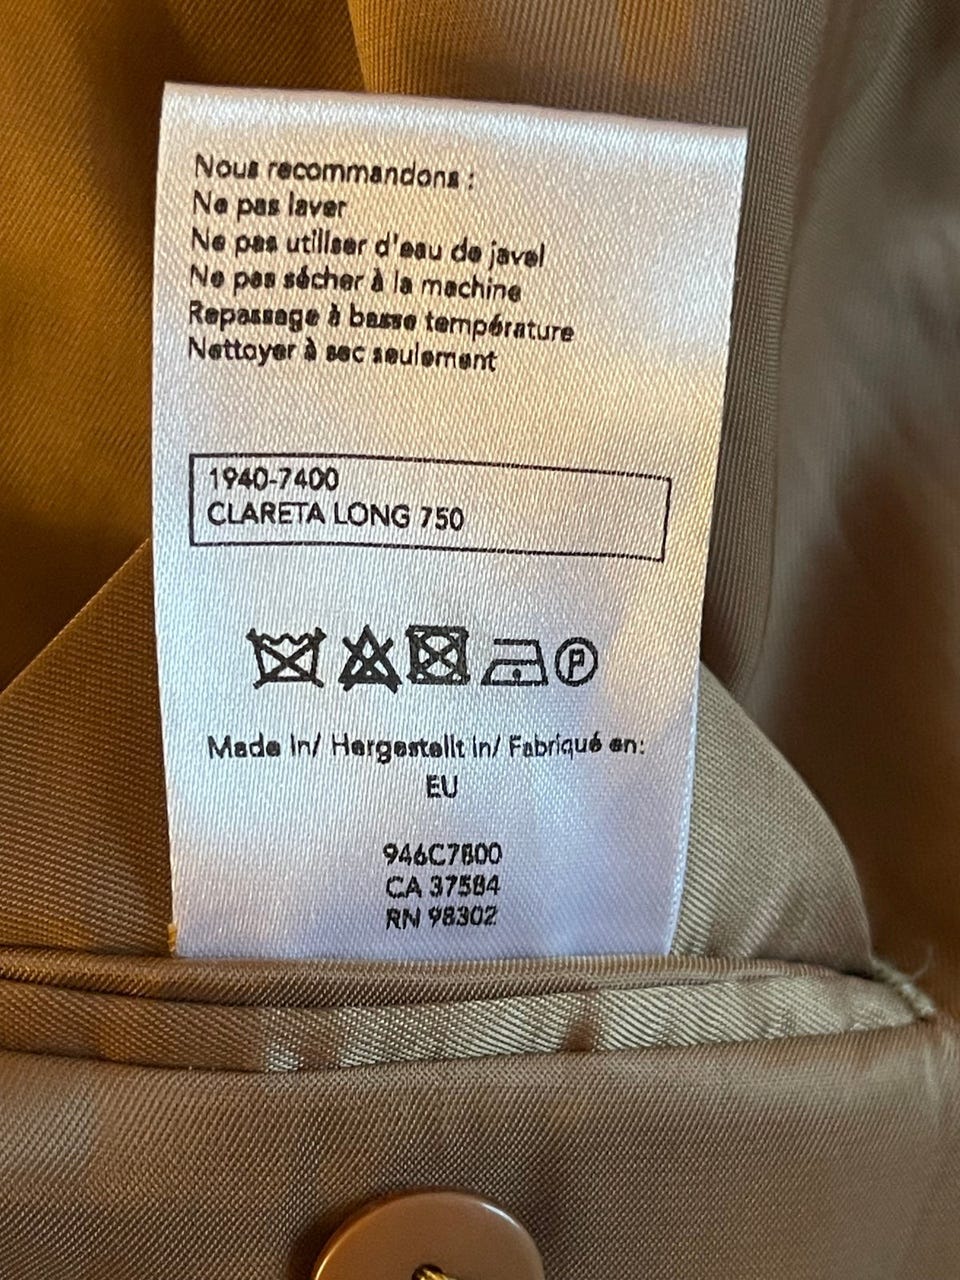 Nous recommandons :
Ne pas laver
Ne pas utiliser d'eau de javel
Ne pas sécher à la machine
Repassage à basse température
Nettoyer à sec seulement
1940-7400
CLARETA LONG 750
P
Made in/ Hergestellt in/ Fabriqué en:
EU
946C7800
CA 37584
RN 98302